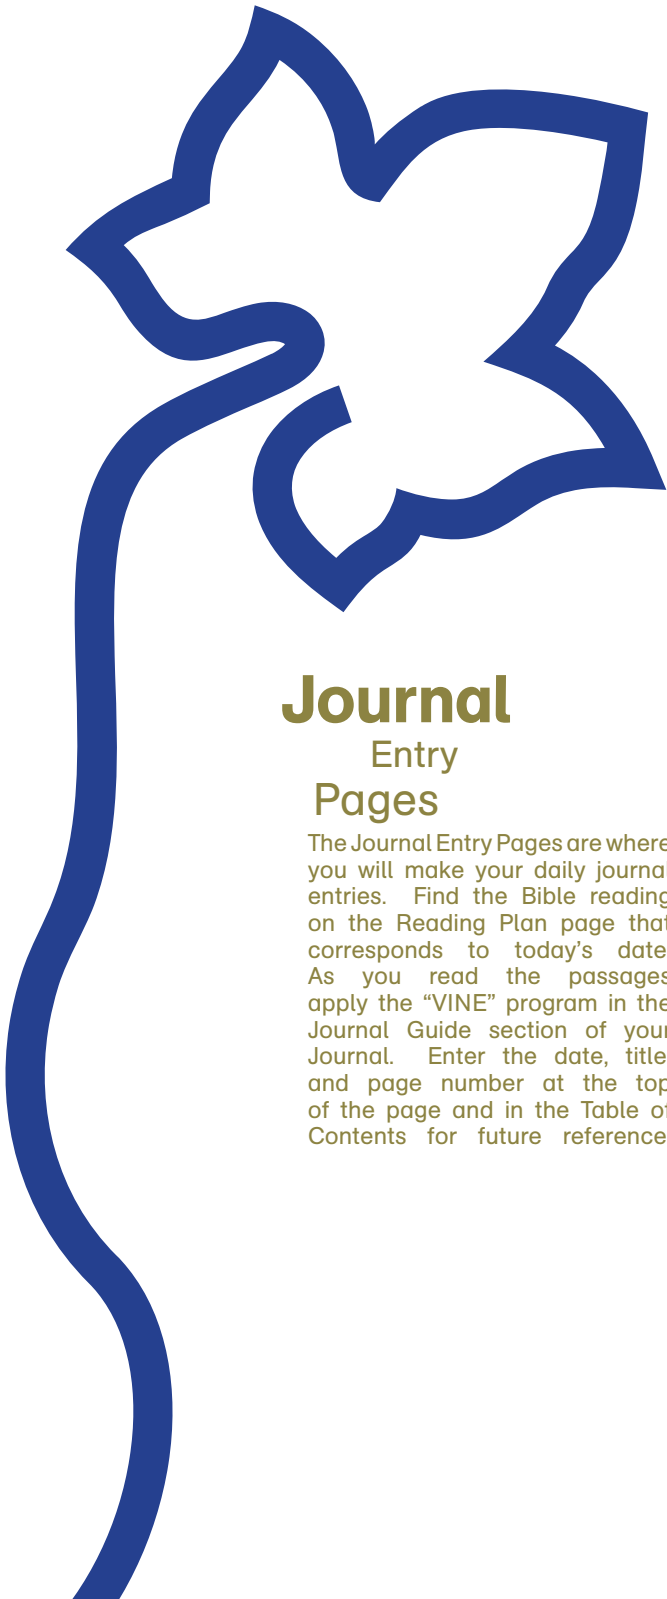 Journal
Entry
Pages
The Journal Entry Pages are where
you will make your daily journal
entries. Find the Bible reading
on the Reading Plan page that
corresponds to today’s date
As you read the passages
apply the “VINE” program in the
Journal Guide section of your
Journal. Enter the date, title
and page number at the top
of the page and in the Table of
Contents for future reference